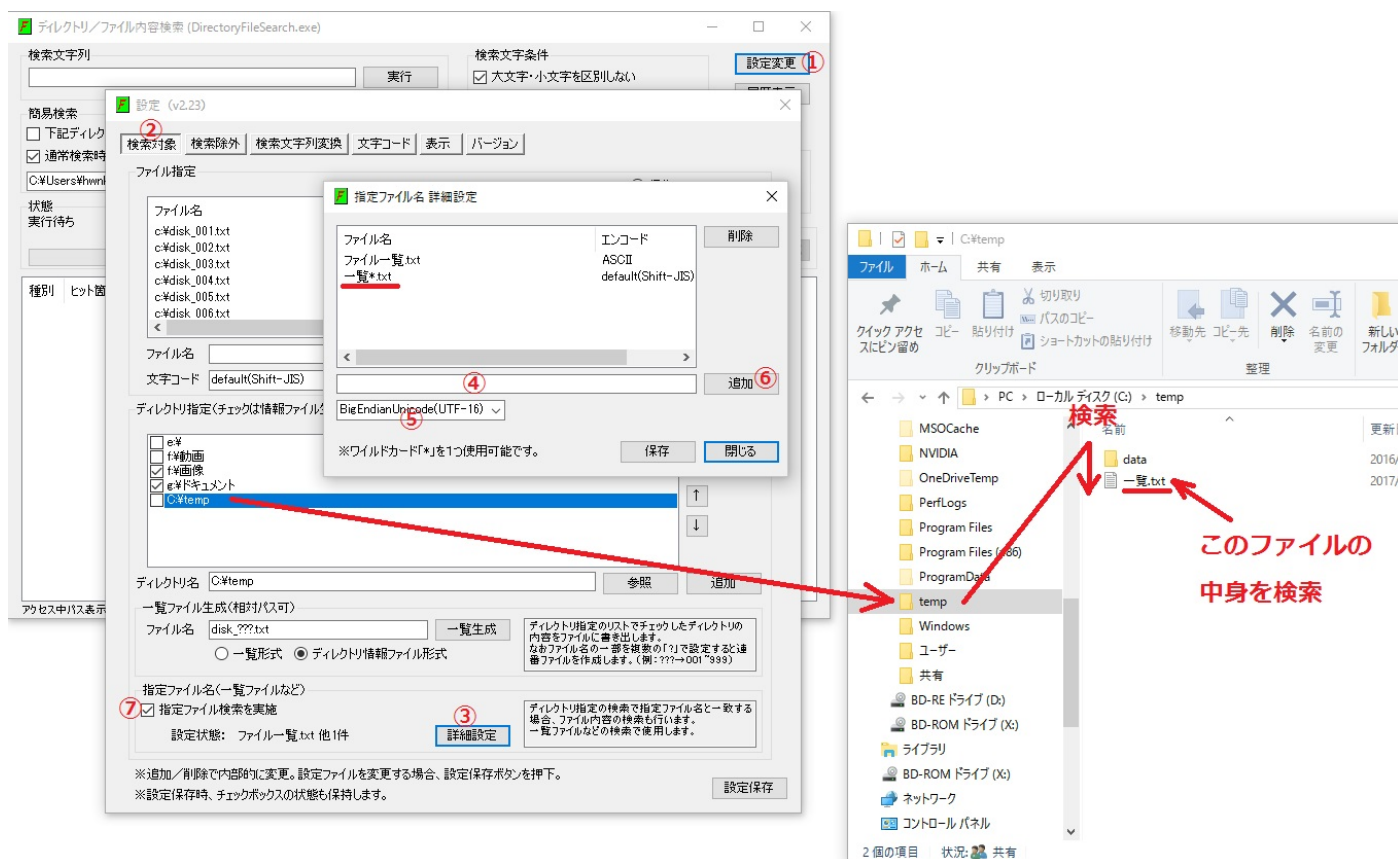 ディレクトリ/ファイル内容検索 (DirectoryFileSearch.exe)
検索文字列
実行
検索文字条件
大文字・小文字を区別しない
設定変更 ①
簡易検索
下記ディレク
通常検索時
C:¥Users¥hwnl
状態
実行待ち
種別 ヒット箇
アクセス中パス表示
設定 (v2.23)
②
検索対象 検索除外 検索文字列変換 文字コード 表示 バージョン
ファイル指定
ファイル名
c:¥disk_001.txt
c:¥disk_002.txt
c:¥disk_003.txt
c:¥disk_004.txt
c:¥disk_005.txt
c:¥disk_006.txt
ファイル名
文字コード default(Shift-JIS)
ディレクトリ指定(チェックは情報ファイル
e:¥
f:¥動画
f:¥画像
g:¥ドキュメント
C:¥temp
↑
↓
ディレクトリ名 C:¥temp 参照 追加
一覧ファイル生成(相対パス可)
ファイル名 disk_???.txt 一覧生成
一覧形式 ディレクトリ情報ファイル形式
ディレクトリ指定のリストでチェックしたディレクトリの
内容をファイルに書き出します。
なおファイル名の一部を複数の「?」で設定すると連
番ファイルを作成します。(例:???→001~999)
指定ファイル名(一覧ファイルなど)
⑦ 指定ファイル検索を実施
③
設定状態: ファイル一覧.txt 他1件 詳細設定
ディレクトリ指定の検索で指定ファイル名と一致する
場合、ファイル内容の検索も行います。
一覧ファイルなどの検索で使用します。
※追加/削除で内部的に変更。設定ファイルを変更する場合、設定保存ボタンを押下。
※設定保存時、チェックボックスの状態も保持します。
設定保存
指定ファイル名 詳細設定
ファイル名 エンコード
ファイル一覧.txt ASCII
一覧*.txt default(Shift-JIS)
削除
④
追加 ⑥
BigEndianUnicode(UTF-16)
⑤
※ワイルドカード「*」を1つ使用可能です。
保存 閉じる
C:¥temp
ファイル ホーム 共有 表示
クイック アクセ
スにピン留め
コピー 貼り付け
切り取り
パスのコピー
ショートカットの貼り付け
クリップボード
移動先 コピー先 削除 名前の
変更
整理
新しい
フォルダ
PC › ローカル ディスク (C:) › temp
検索
名前 更新
MSOCache
NVIDIA
OneDriveTemp
PerfLogs
Program Files
Program Files (x86)
ProgramData
temp
Windows
ユーザー
共有
BD-RE ドライブ (D:)
BD-ROM ドライブ (X:)
ライブラリ
BD-ROM ドライブ (X:)
ネットワーク
コントロール パネル
data 2016/
一覧.txt 2017/
このファイルの
中身を検索
2 個の項目 状況: 共有